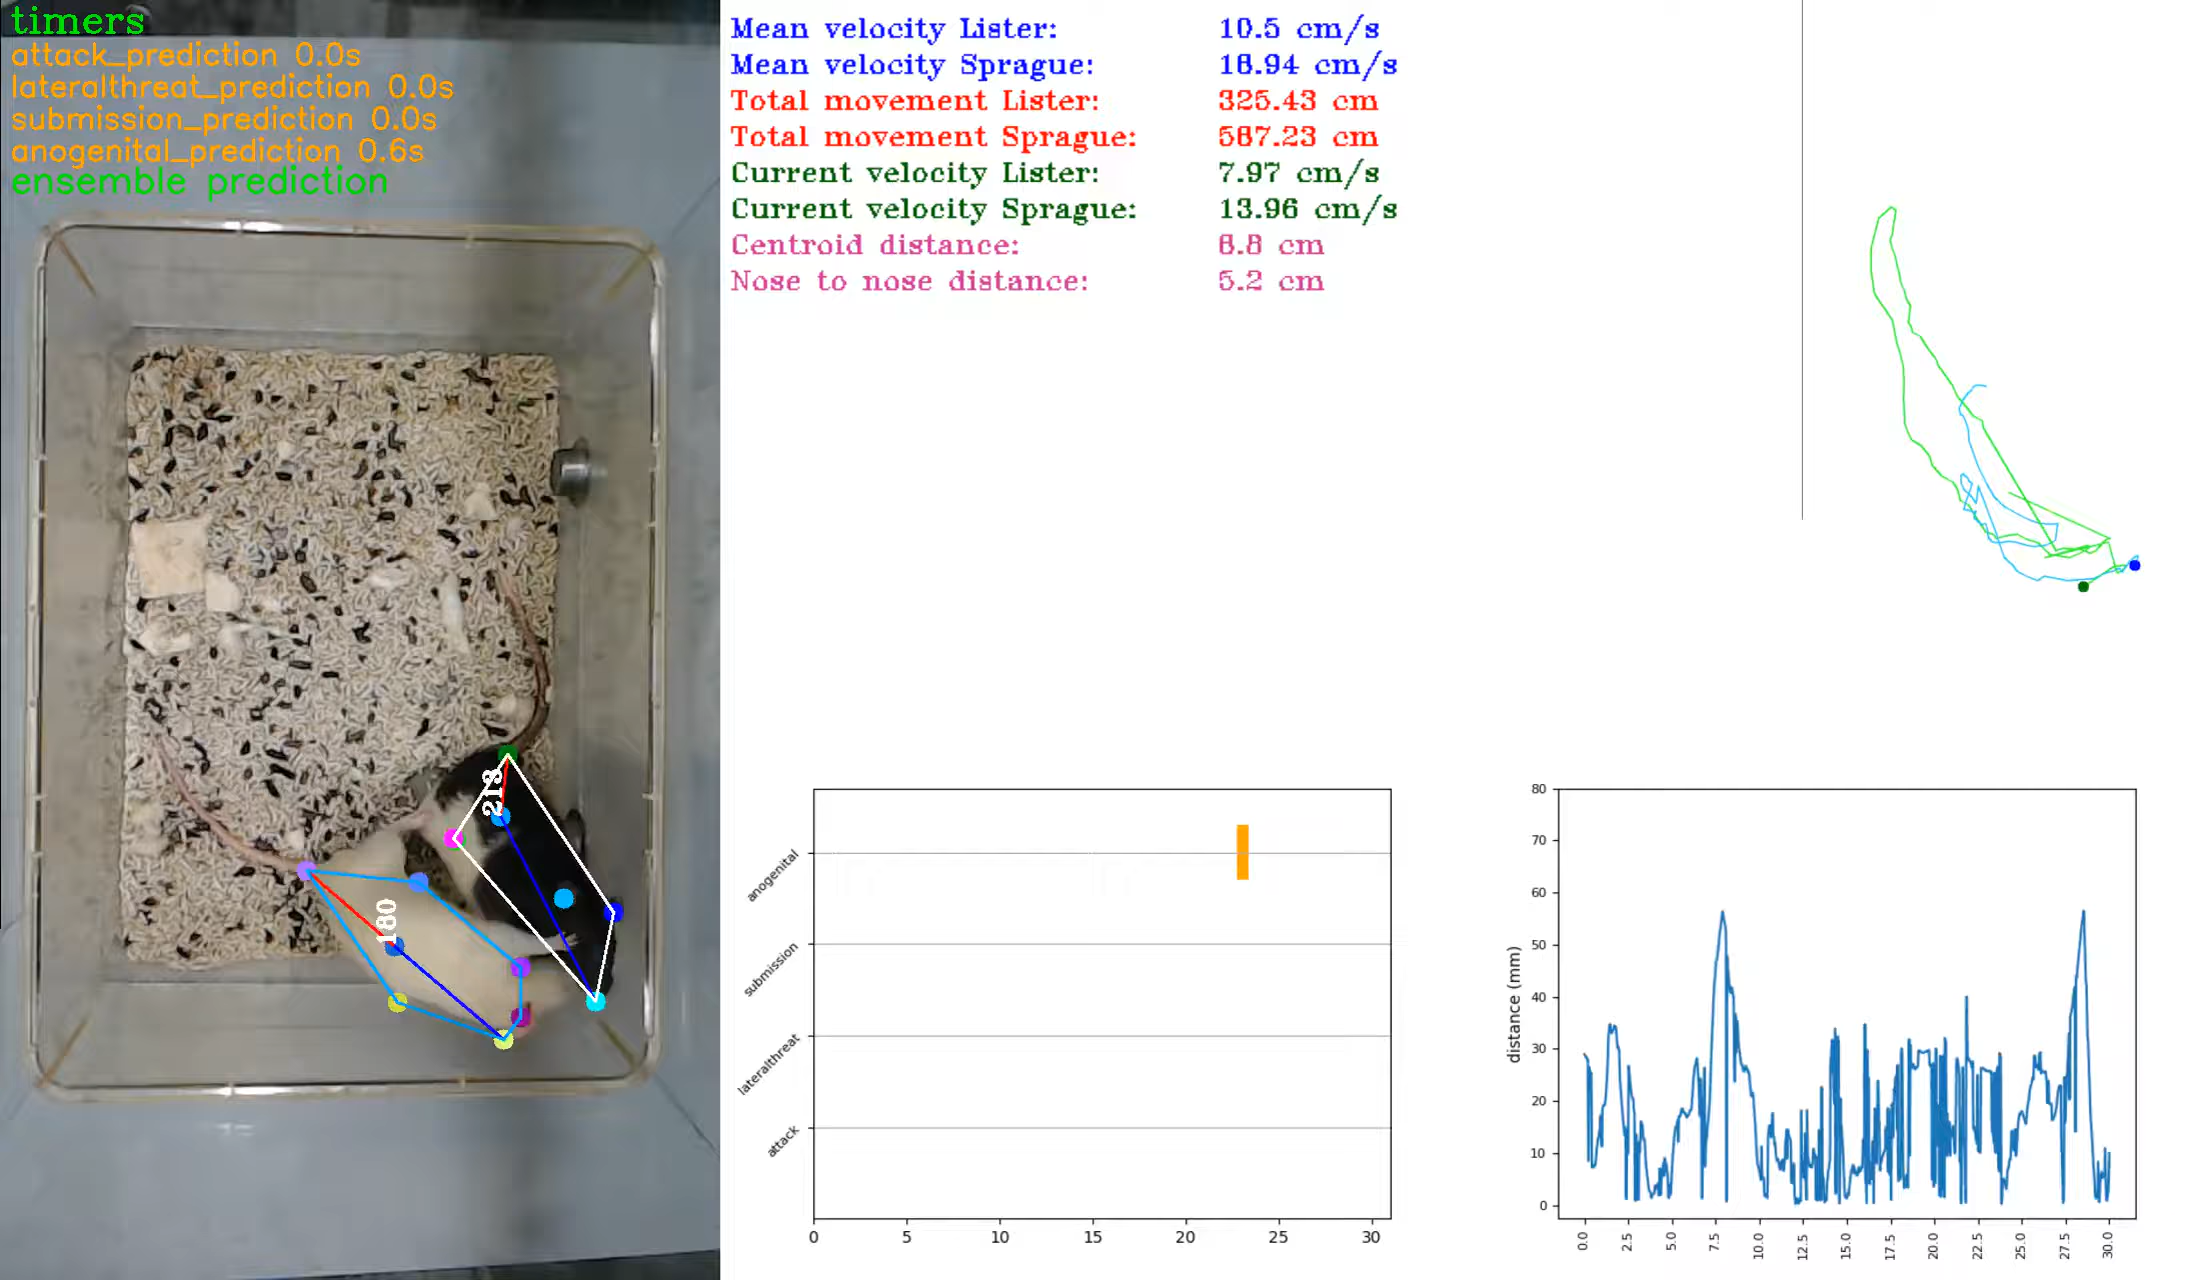 timers
attack_prediction 0.0s
lateralthreat_prediction 0.0s
submission_prediction 0.0s
anogenital_prediction 0.6s
ensemble prediction
Mean velocity Lister: 10.5 cm/s
Mean velocity Sprague: 18.94 cm/s
Total movement Lister: 325.43 cm
Total movement Sprague: 587.23 cm
Current velocity Lister: 7.97 cm/s
Current velocity Sprague: 13.96 cm/s
Centroid distance: 8.8 cm
Nose to nose distance: 5.2 cm
213
180
anogenital
submission
lateralthreat
attack
0 5 10 15 20 25 30
80
70
60
50
40
30
20
10
0
distance (mm)
0.0 2.5 5.0 7.5 10.0 12.5 15.0 17.5 20.0 22.5 25.0 27.5 30.0